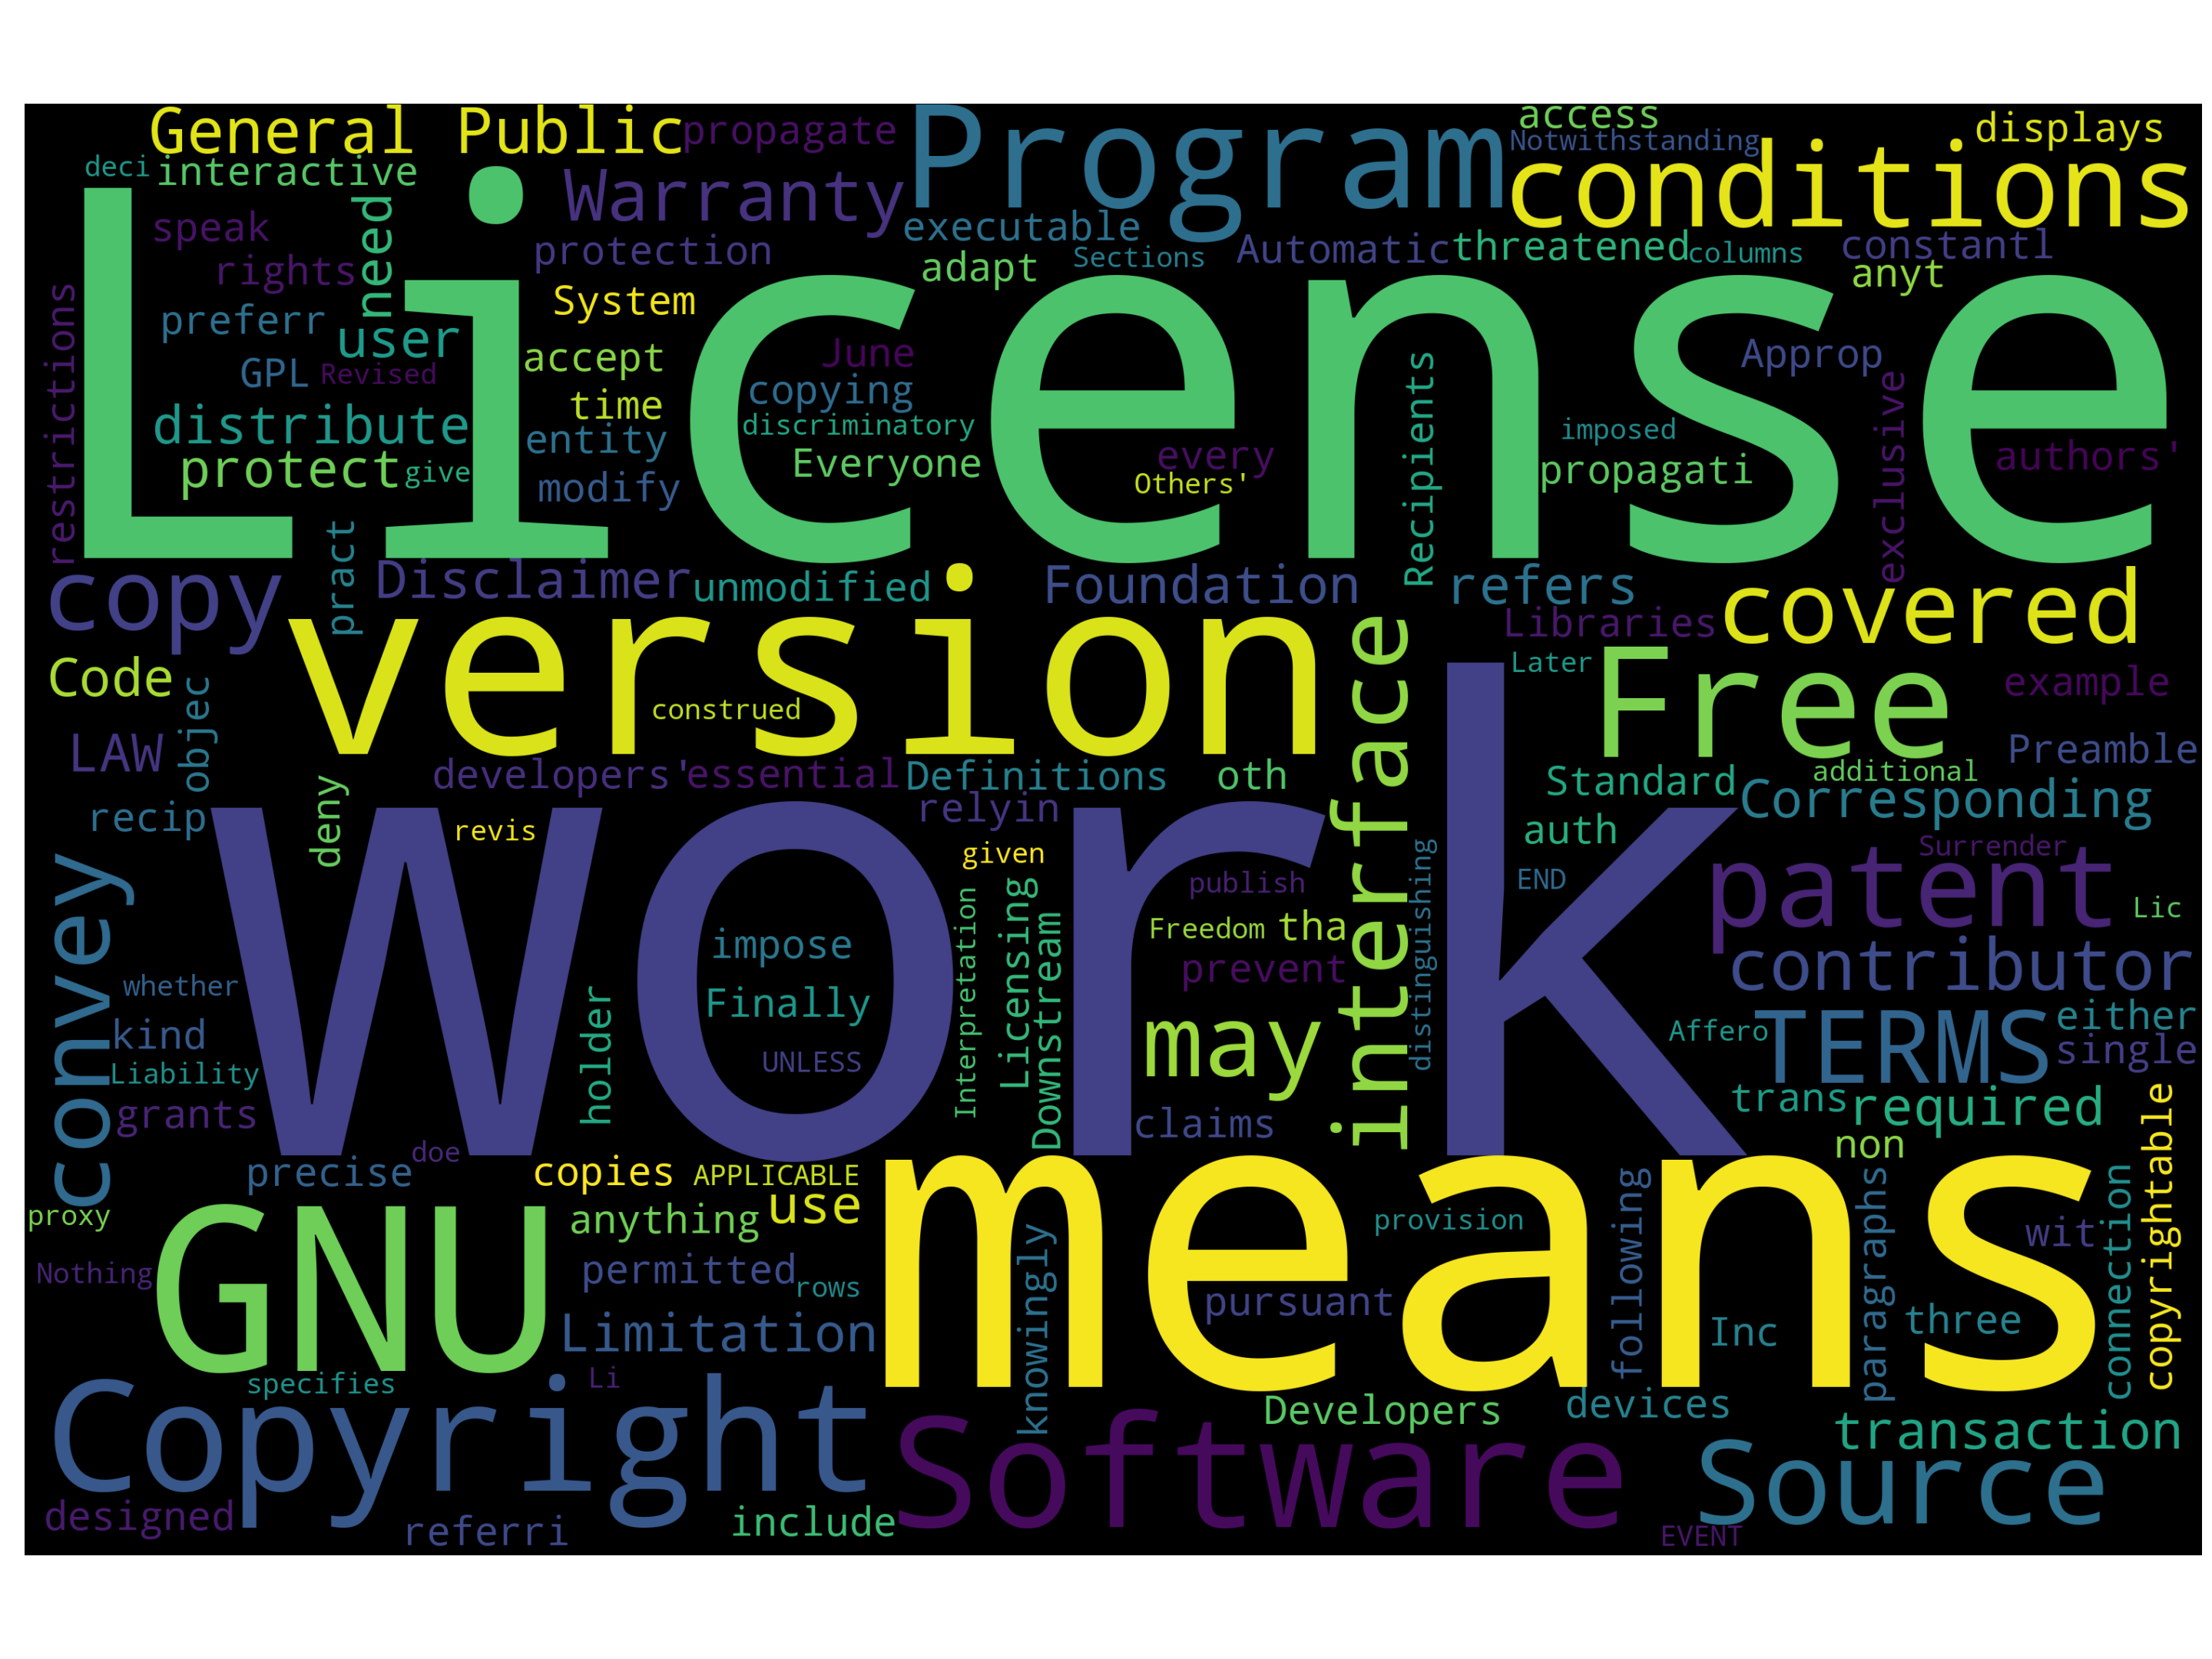 General Public
propagate
Program
access
Notwithstanding
displays
conditions
deci
interactive
Warranty
need
speak
executable
protection
Sections
Automatic
threatened
columns
constantl
rights
adapt
anyt
License
restrictions
System
preferr
user
June
accept
Recipients
Approp
GPL
Revised
copying
exclusive
time
distribute
discriminatory
entity
imposed
protect
give
Everyone
every
authors'
modify
Others'
propagati
pract
copy
Disclaimer
unmodified
Foundation
refers
version
interface
Libraries
covered
Code
Later
Free
example
objec
construed
LAW
Preamble
deny
developers'
essential
Definitions
oth
Standard
additional
Corresponding
recip
relyin
revis
auth
Work
given
distinguishing
Surrender
patent
convey
publish
END
Lic
Interpretation
Licensing
Downstream
Freedom
tha
impose
prevent
contributor
whether
holder
Finally
may
TERMS
either
kind
UNLESS
Affero
single
Liability
grants
claims
trans
required
copyrightable
doe
non
precise
copies
APPLICABLE
means
use
following
paragraphs
connection
proxy
GNU
anything
knowingly
provision
wit
Nothing
permitted
rows
pursuant
three
Limitation
Inc
specifies
Li
Copyright
Developers
devices
Software
transaction
Source
designed
referri
include
EVENT